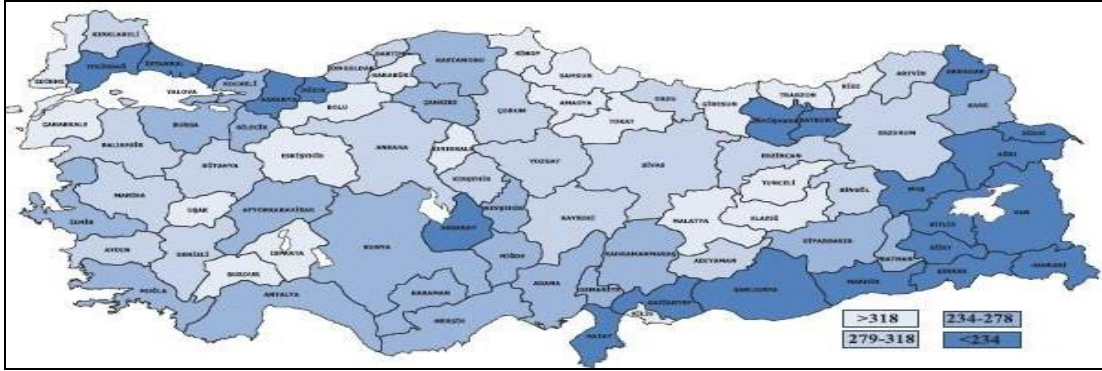 KIRKLARELİ
EDİRNE
TEKİRDAĞ
İSTANBUL
YALOVA
KOCAELİ
SAKARYA
DÜZCE
ZONGULDAK
BARTIN
KARABÜK
KASTAMONU
SİNOP
SAMSUN
ORDU
GİRESUN
TRABZON
RİZE
ARTVİN
ARDAHAN
KARS
ÇANAKKALE
BALIKESİR
BURSA
BİLECİK
BOLU
ÇANKIRI
ÇORUM
AMASYA
TOKAT
GÜMÜŞHANE
BAYBURT
ERZURUM
IĞDIR
AĞRI
KÜTAHYA
ESKİŞEHİR
ANKARA
KIRIKKALE
YOZGAT
SİVAS
ERZİNCAN
TUNCELİ
BİNGÖL
MUŞ
VAN
MANİSA
UŞAK
AFYONKARAHİSAR
KIRŞEHİR
NEVŞEHİR
KAYSERİ
MALATYA
ELAZIĞ
BİTLİS
İZMİR
AYDIN
DENİZLİ
ISPARTA
KONYA
AKSARAY
NİĞDE
KAHRAMANMARAŞ
ADIYAMAN
DİYARBAKIR
BATMAN
SİİRT
ŞIRNAK
HAKKARİ
MUĞLA
BURDUR
ANTALYA
KARAMAN
MERSİN
ADANA
OSMANİYE
GAZİANTEP
KİLİS
HATAY
ŞANLIURFA
MARDİN
>318 234-278
279-318 <234